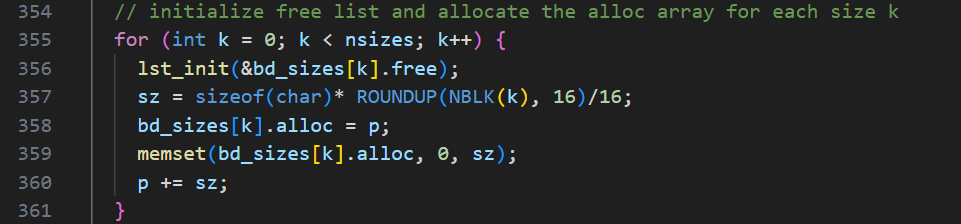 354 // initialize free list and allocate the alloc array for each size k
355 for (int k = 0; k < nsizes; k++) {
356 lst_init(&bd_sizes[k].free);
357 sz = sizeof(char)* ROUNDUP(NBLK(k), 16)/16;
358 bd_sizes[k].alloc = p;
359 memset(bd_sizes[k].alloc, 0, sz);
360 p += sz;
361 }